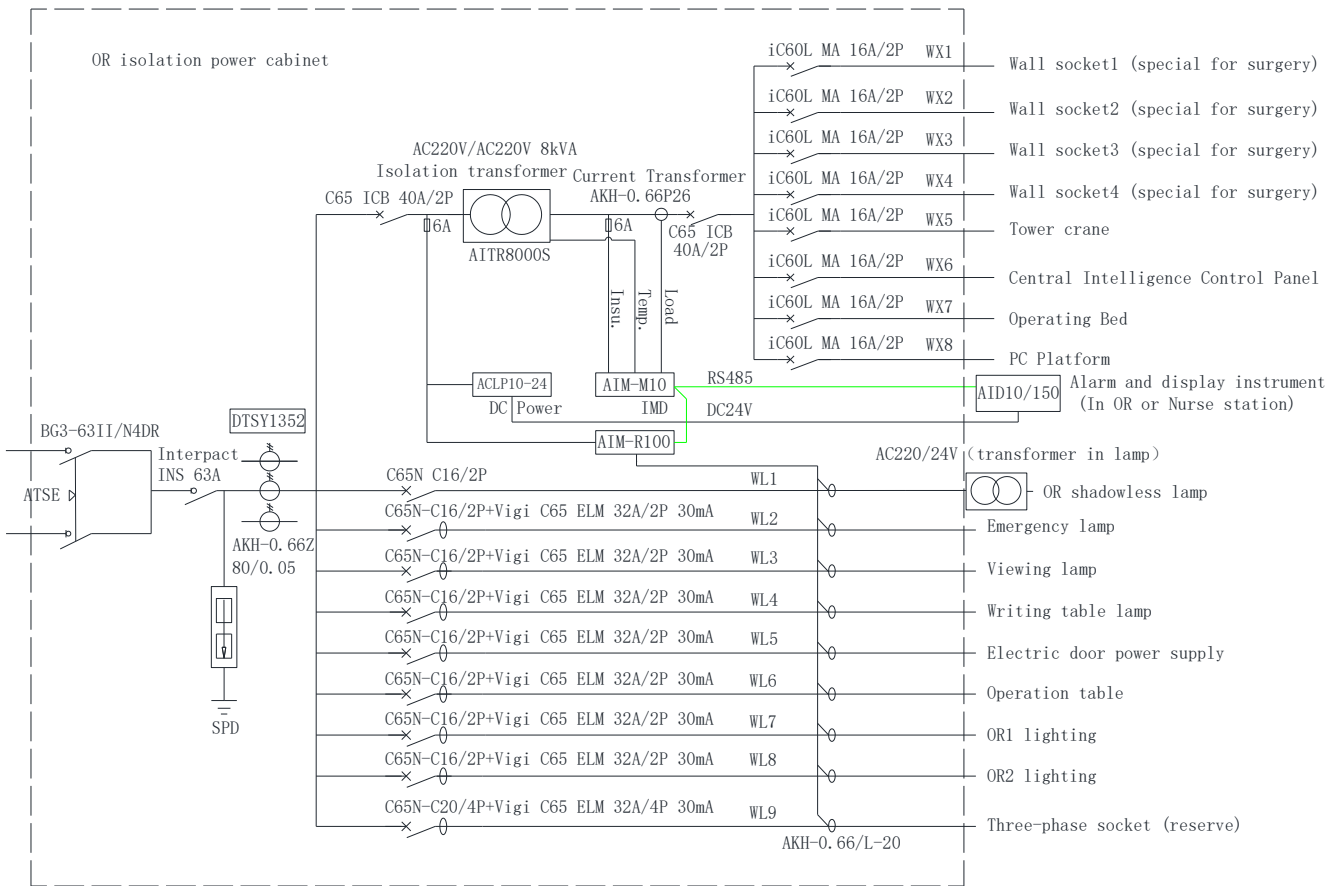 OR isolation power cabinet
iC60L MA 16A/2P WX1 Wall socket1 (special for surgery)
iC60L MA 16A/2P WX2 Wall socket2 (special for surgery)
iC60L MA 16A/2P WX3 Wall socket3 (special for surgery)
iC60L MA 16A/2P WX4 Wall socket4 (special for surgery)
iC60L MA 16A/2P WX5 Tower crane
iC60L MA 16A/2P WX6 Central Intelligence Control Panel
iC60L MA 16A/2P WX7 Operating Bed
iC60L MA 16A/2P WX8 PC Platform
AC220V/AC220V 8kVA
Isolation transformer
Current Transformer
AKH-0.66P26
C65 ICB 40A/2P
6A
6A
AITR8000S
C65 ICB
40A/2P
Insu.
Temp.
Load
ACLP10-24
DC Power
AIM-M10
IMD
RS485
DC24V
AID10/150
Alarm and display instrument
(In OR or Nurse station)
AIM-R100
BG3-63II/N4DR
ATSE
Interpact
INS 63A
DTSY1352
AKH-0.66Z
80/0.05
SPD
AC220/24V（transformer in lamp）
C65N C16/2P WL1 OR shadowless lamp
C65N-C16/2P+Vigi C65 ELM 32A/2P 30mA WL2 Emergency lamp
C65N-C16/2P+Vigi C65 ELM 32A/2P 30mA WL3 Viewing lamp
C65N-C16/2P+Vigi C65 ELM 32A/2P 30mA WL4 Writing table lamp
C65N-C16/2P+Vigi C65 ELM 32A/2P 30mA WL5 Electric door power supply
C65N-C16/2P+Vigi C65 ELM 32A/2P 30mA WL6 Operation table
C65N-C16/2P+Vigi C65 ELM 32A/2P 30mA WL7 OR1 lighting
C65N-C16/2P+Vigi C65 ELM 32A/2P 30mA WL8 OR2 lighting
C65N-C20/4P+Vigi C65 ELM 32A/4P 30mA WL9 Three-phase socket (reserve)
AKH-0.66/L-20